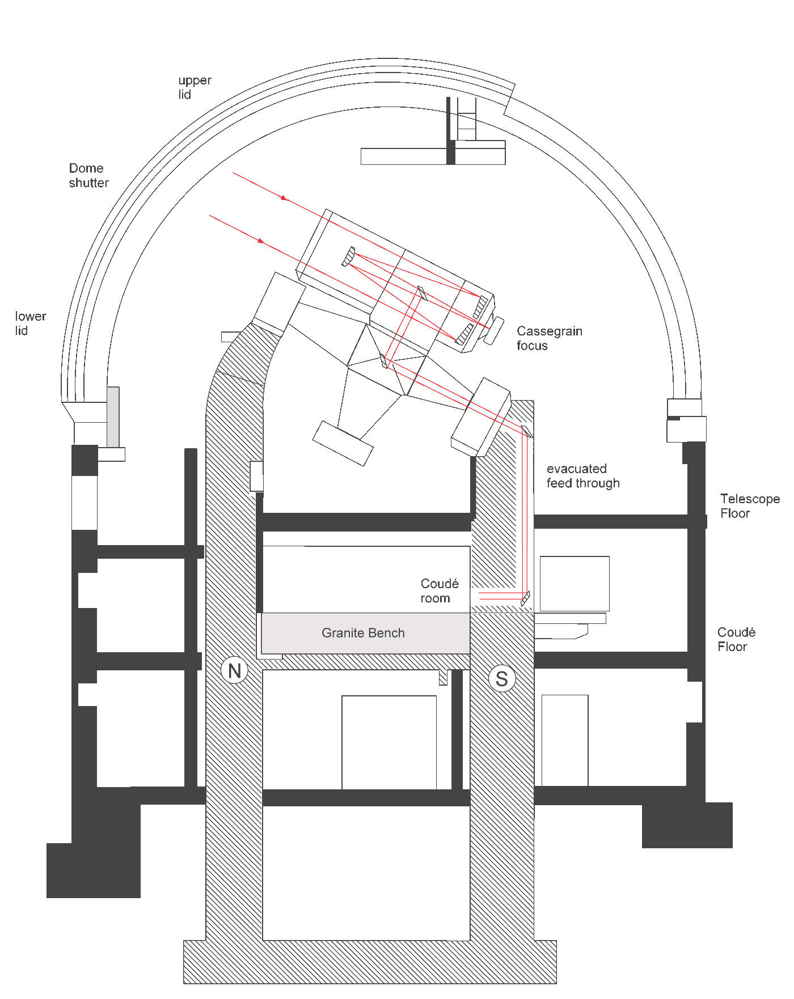 upper
lid
Dome
shutter
lower
lid
Cassegrain
focus
evacuated
feed through
Telescope
Floor
Coudé
room
Granite Bench
Coudé
Floor
N
S